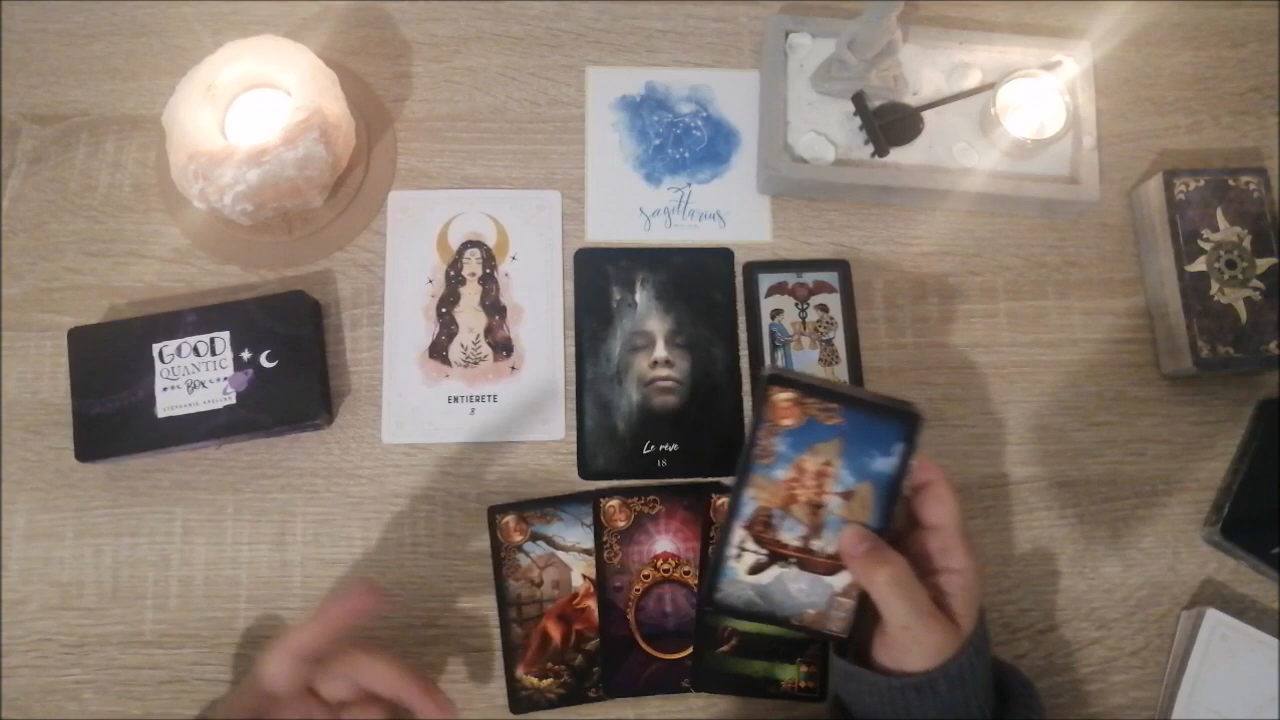 sagittarius
GOOD
QUANTIC
BOX
ENTIÈRETÉ
8
Le rêve
18